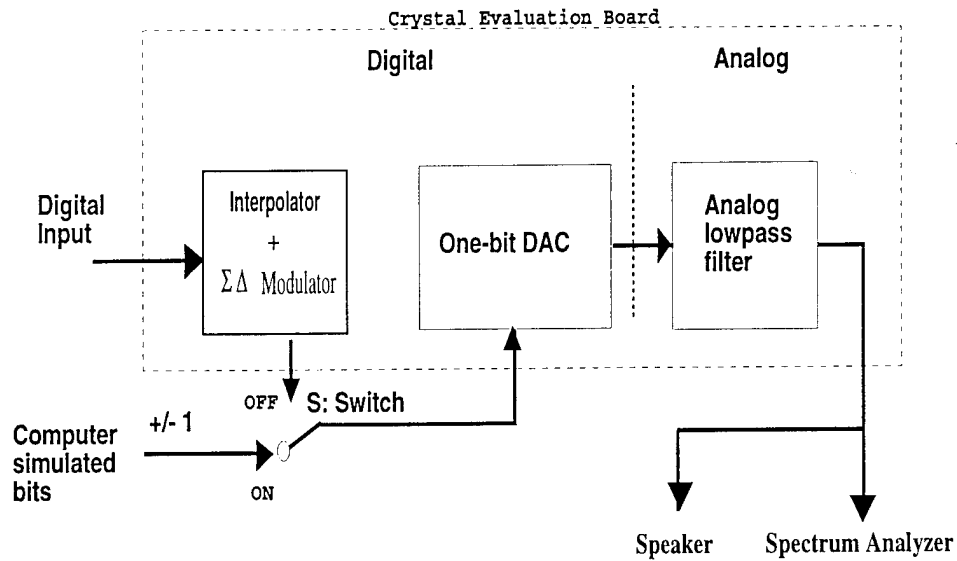 Crystal Evaluation Board
Digital
Analog
Digital
Input
Interpolator
+
ΣΔ Modulator
One-bit DAC
Analog
lowpass
filter
OFF
S: Switch
+/- 1
Computer
simulated
bits
ON
Speaker
Spectrum Analyzer